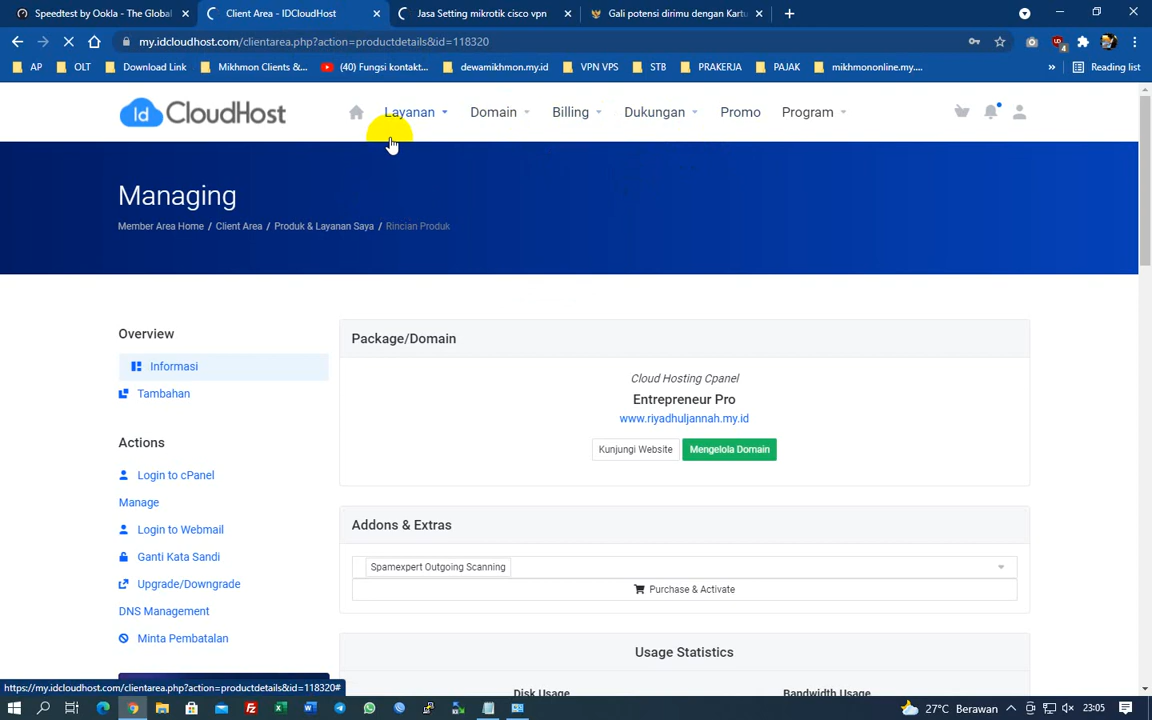 Speedtest by Ookla - The Global
Client Area - IDCloudHost
Jasa Setting mikrotik cisco vpn
Gali potensi dirimu dengan Kartu
my.idcloudhost.com/clientarea.php?action=productdetails&id=118320
4
AP
OLT
Download Link
Mikhmon Clients &...
(40) Fungsi kontakt...
dewamikhmon.my.id
VPN VPS
STB
PRAKERJA
PAJAK
mikhmononline.my....
»
Reading list
Id CloudHost
Layanan
Domain
Billing
Dukungan
Promo
Program
Managing
Member Area Home / Client Area / Produk & Layanan Saya / Rincian Produk
Overview
Informasi
Tambahan
Actions
Login to cPanel
Manage
Login to Webmail
Ganti Kata Sandi
Upgrade/Downgrade
DNS Management
Minta Pembatalan
Package/Domain
Cloud Hosting Cpanel
Entrepreneur Pro
www.riyadhuljannah.my.id
Kunjungi Website
Mengelola Domain
Addons & Extras
Spamexpert Outgoing Scanning
Purchase & Activate
Usage Statistics
Disk Usage
Bandwidth Usage
https://my.idcloudhost.com/clientarea.php?action=productdetails&id=118320#
27°C Berawan
23:05